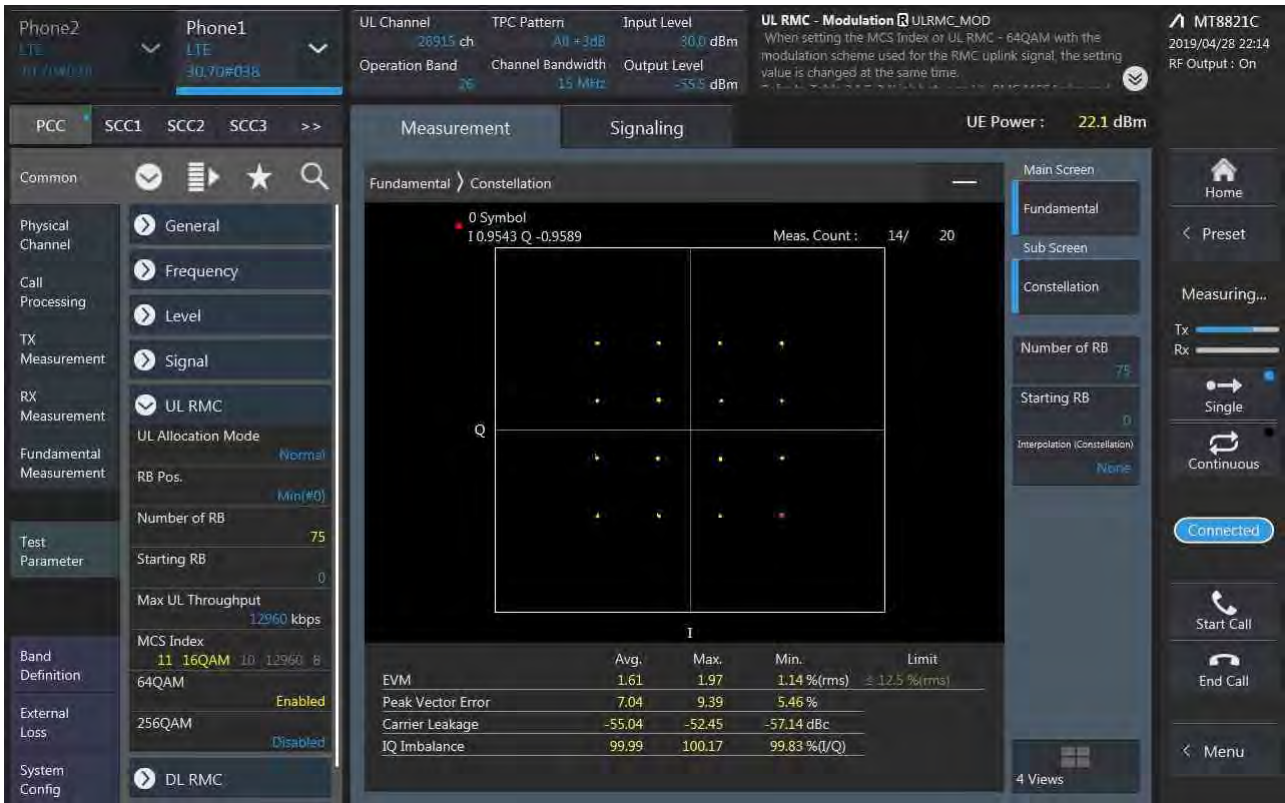 Phone2
LTE
Phone1
LTE
30.70#038
UL Channel
26915 ch
TPC Pattern
All +3dB
Input Level
30.0 dBm
Operation Band
26
Channel Bandwidth
15 MHz
Output Level
-55.5 dBm
UL RMC - Modulation R ULRMC_MOD
When setting the MCS Index or UL RMC - 64QAM with the
modulation scheme used for the RMC uplink signal, the setting
value is changed at the same time.
MT8821C
2019/04/28 22:14
RF Output : On
PCC SCC1 SCC2 SCC3 >>
Measurement
Signaling
UE Power : 22.1 dBm
Common
Physical
Channel
Call
Processing
TX
Measurement
RX
Measurement
Fundamental
Measurement
Test
Parameter
Band
Definition
External
Loss
System
Config
General
Frequency
Level
Signal
UL RMC
UL Allocation Mode
Normal
RB Pos.
Min(#0)
Number of RB
75
Starting RB
0
Max UL Throughput
12960 kbps
MCS Index
11 16QAM 10 12960 8
64QAM
Enabled
256QAM
Disabled
DL RMC
Fundamental > Constellation
0 Symbol
I 0.9543 Q -0.9589
Meas. Count : 14/ 20
Q
I
Avg. Max. Min. Limit
EVM 1.61 1.97 1.14 %(rms) ≤ 12.5 %(rms)
Peak Vector Error 7.04 9.39 5.46 %
Carrier Leakage -55.04 -52.45 -57.14 dBc
IQ Imbalance 99.99 100.17 99.83 %(I/Q)
Main Screen
Fundamental
Sub Screen
Constellation
Number of RB
75
Starting RB
0
Interpolation (Constellation)
None
4 Views
Home
< Preset
Measuring...
Tx
Rx
Single
Continuous
Connected
Start Call
End Call
< Menu